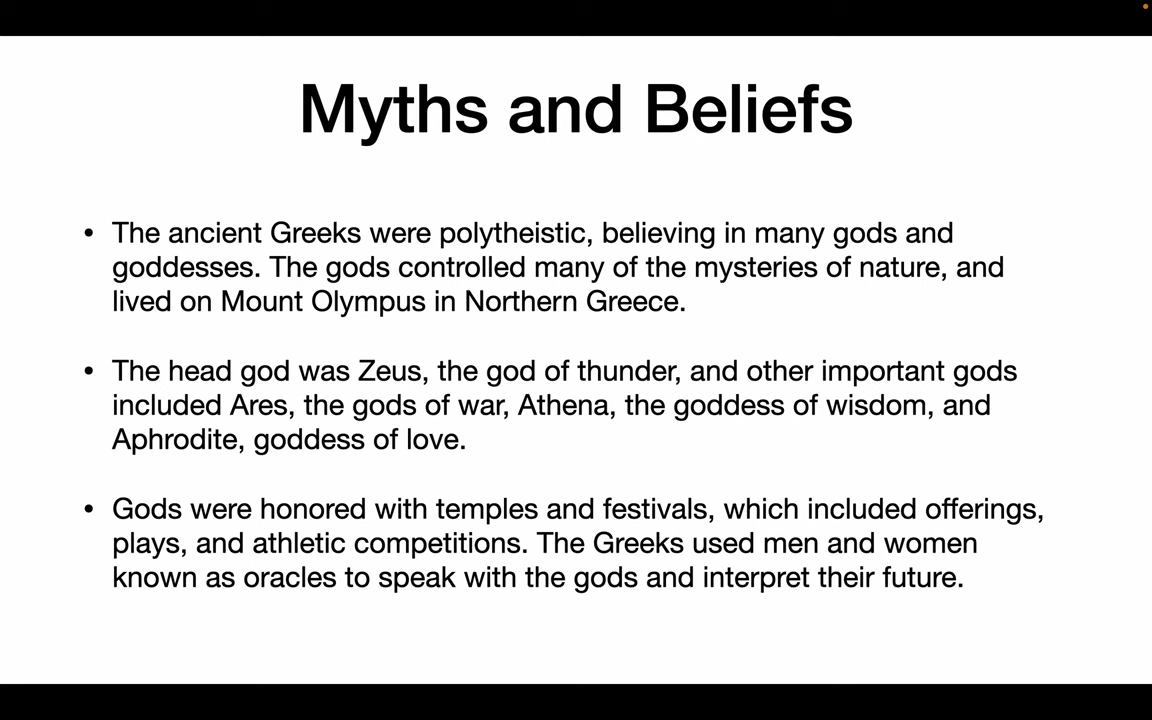 Myths and Beliefs
• The ancient Greeks were polytheistic, believing in many gods and
goddesses. The gods controlled many of the mysteries of nature, and
lived on Mount Olympus in Northern Greece.
• The head god was Zeus, the god of thunder, and other important gods
included Ares, the gods of war, Athena, the goddess of wisdom, and
Aphrodite, goddess of love.
• Gods were honored with temples and festivals, which included offerings,
plays, and athletic competitions. The Greeks used men and women
known as oracles to speak with the gods and interpret their future.